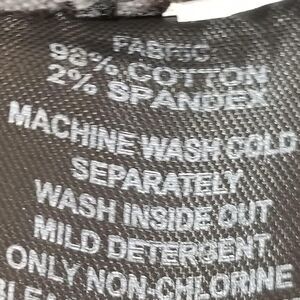 FABRIC
98% COTTON
2% SPANDEX
MACHINE WASH COLD
SEPARATELY
WASH INSIDE OUT
MILD DETERGENT
ONLY NON-CHLORINE